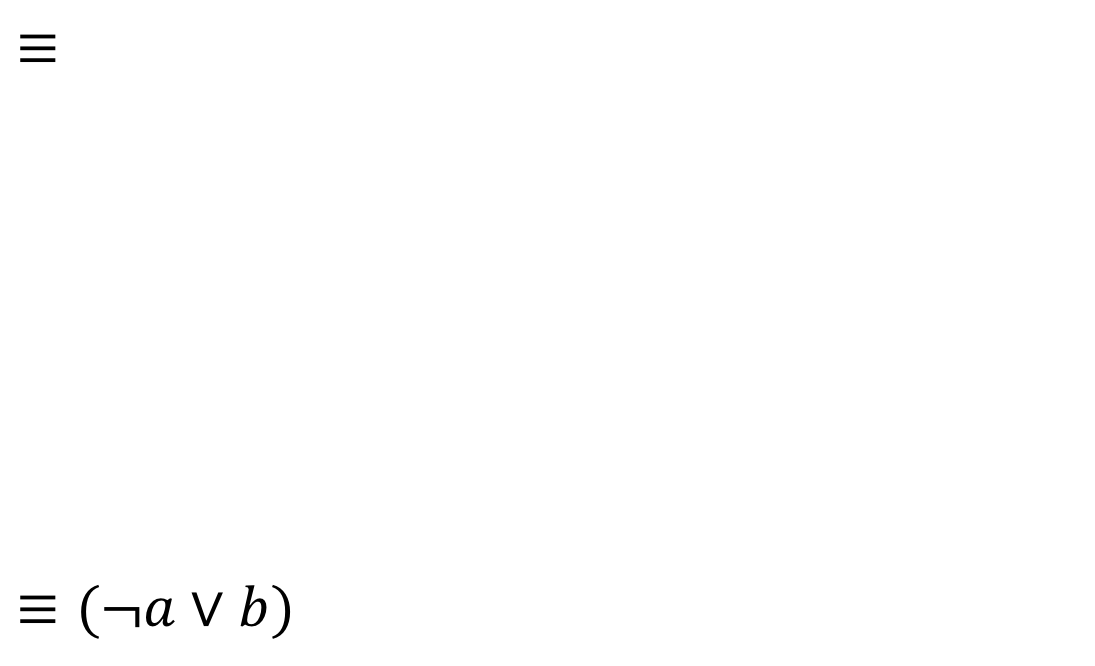 ≡
≡ (¬a ∨ b)